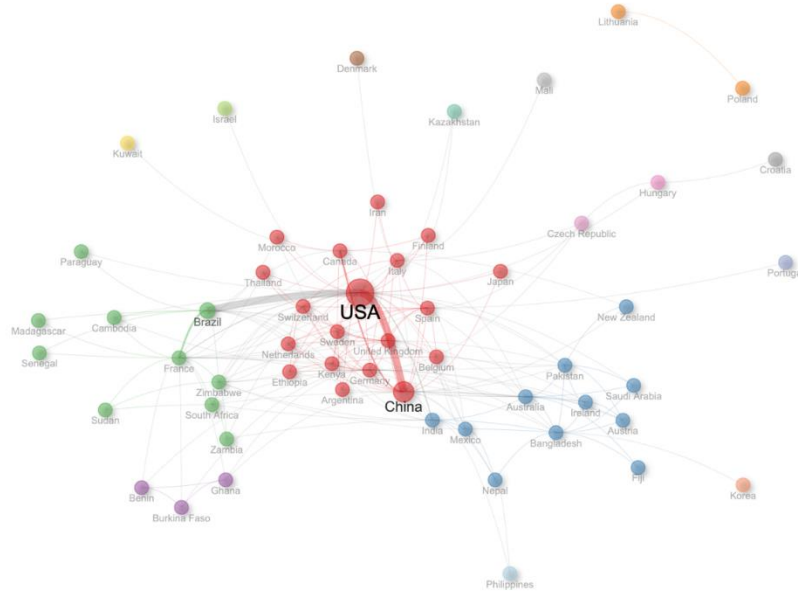 Lithuania
Denmark
Mali
Poland
Israel
Kazakhstan
Kuwait
Croatia
Hungary
Iran
Czech Republic
Morocco
Canada
Finland
Paraguay
Italy
Portuga
Thailand
Japan
USA
Madagascar
Cambodia
Brazil
Switzerland
Spain
New Zealand
Sweden
United Kingdom
Senegal
France
Netherlands
Belgium
Pakistan
Kenya
Germany
Zimbabwe
Ethiopia
Saudi Arabia
Argentina
China
Australia
Ireland
Sudan
South Africa
India
Mexico
Bangladesh
Austria
Zambia
Fiji
Benin
Ghana
Nepal
Korea
Burkina Faso
Philippines